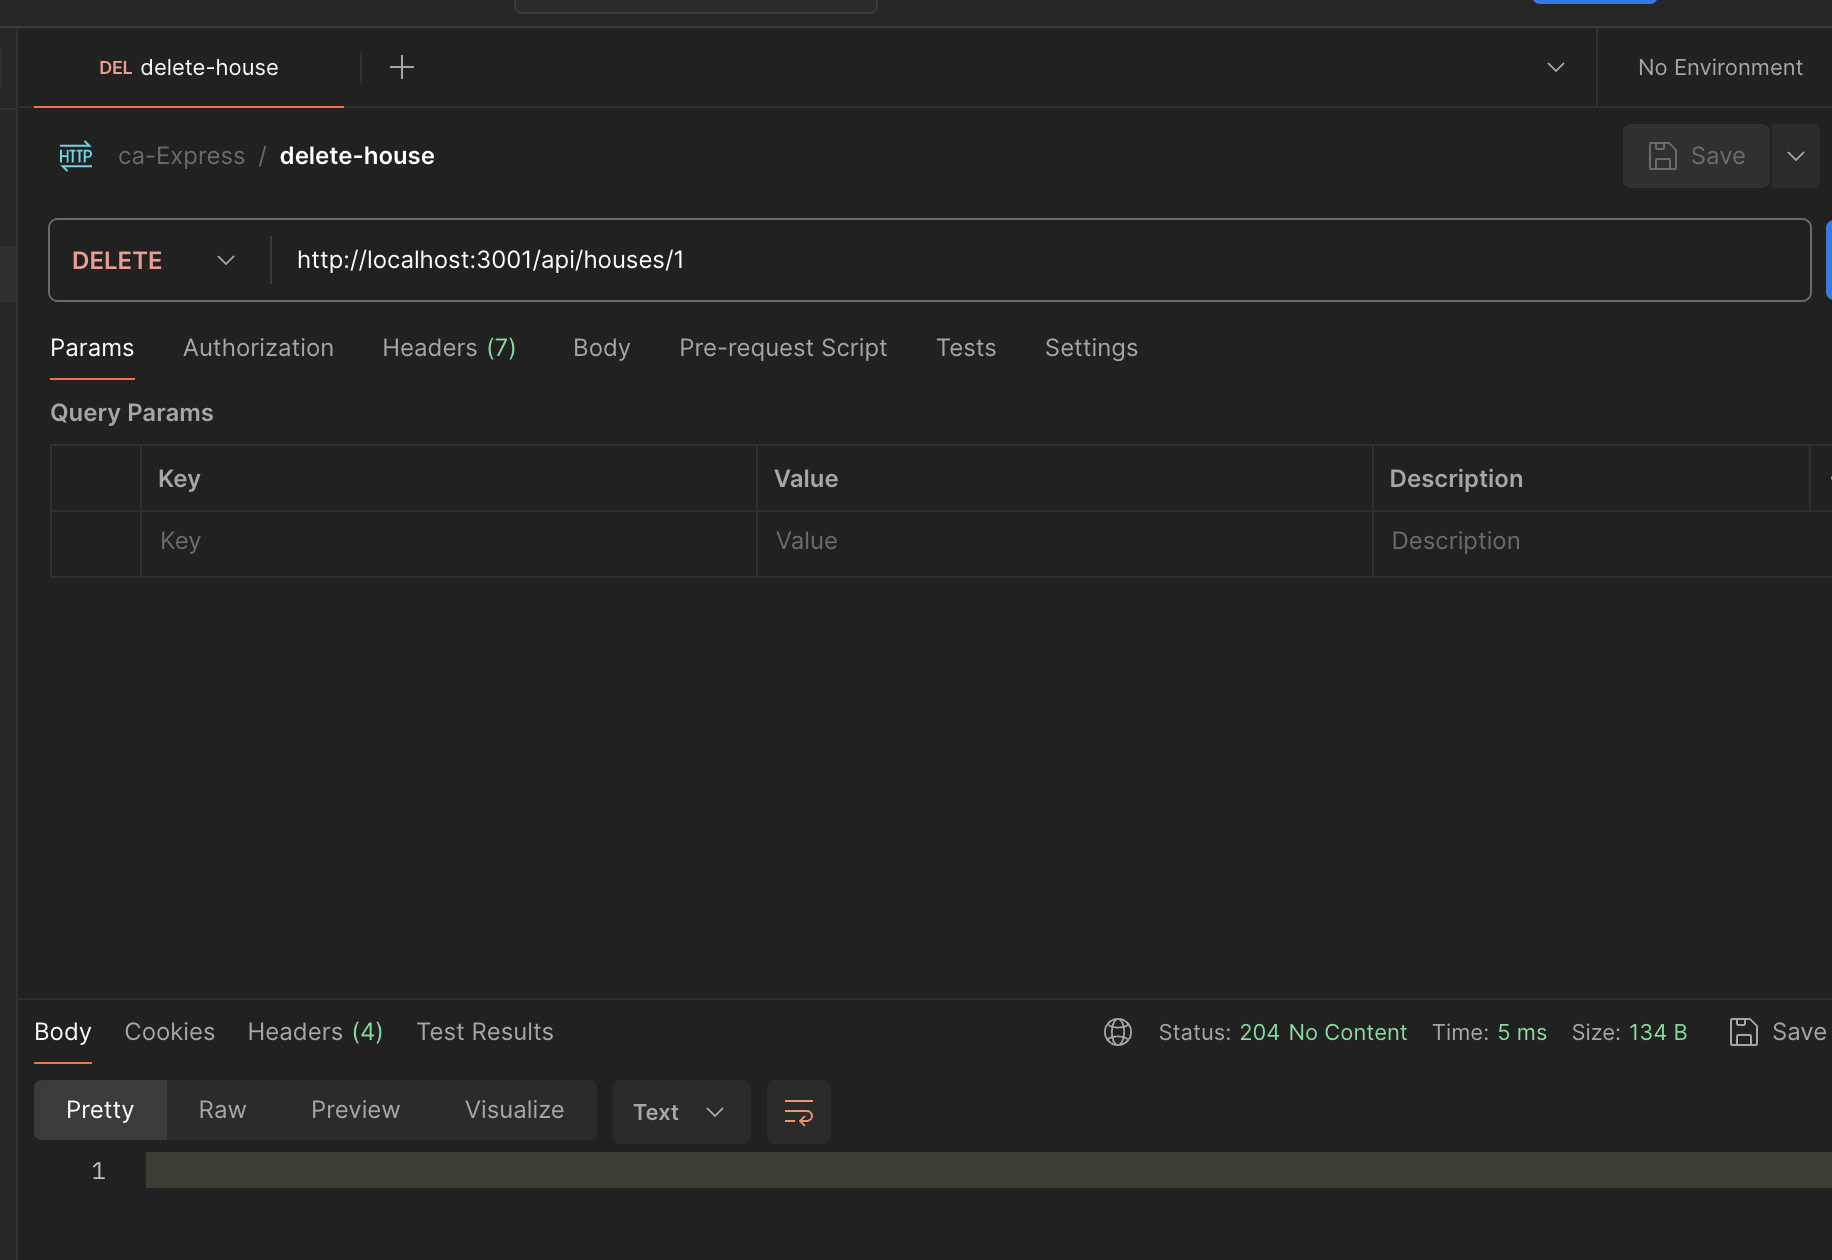 DEL delete-house
No Environment
HTTP ca-Express / delete-house
Save
DELETE http://localhost:3001/api/houses/1
Params Authorization Headers (7) Body Pre-request Script Tests Settings
Query Params
Key Value Description
Key Value Description
Body Cookies Headers (4) Test Results Status: 204 No Content Time: 5 ms Size: 134 B Save
Pretty Raw Preview Visualize Text
1